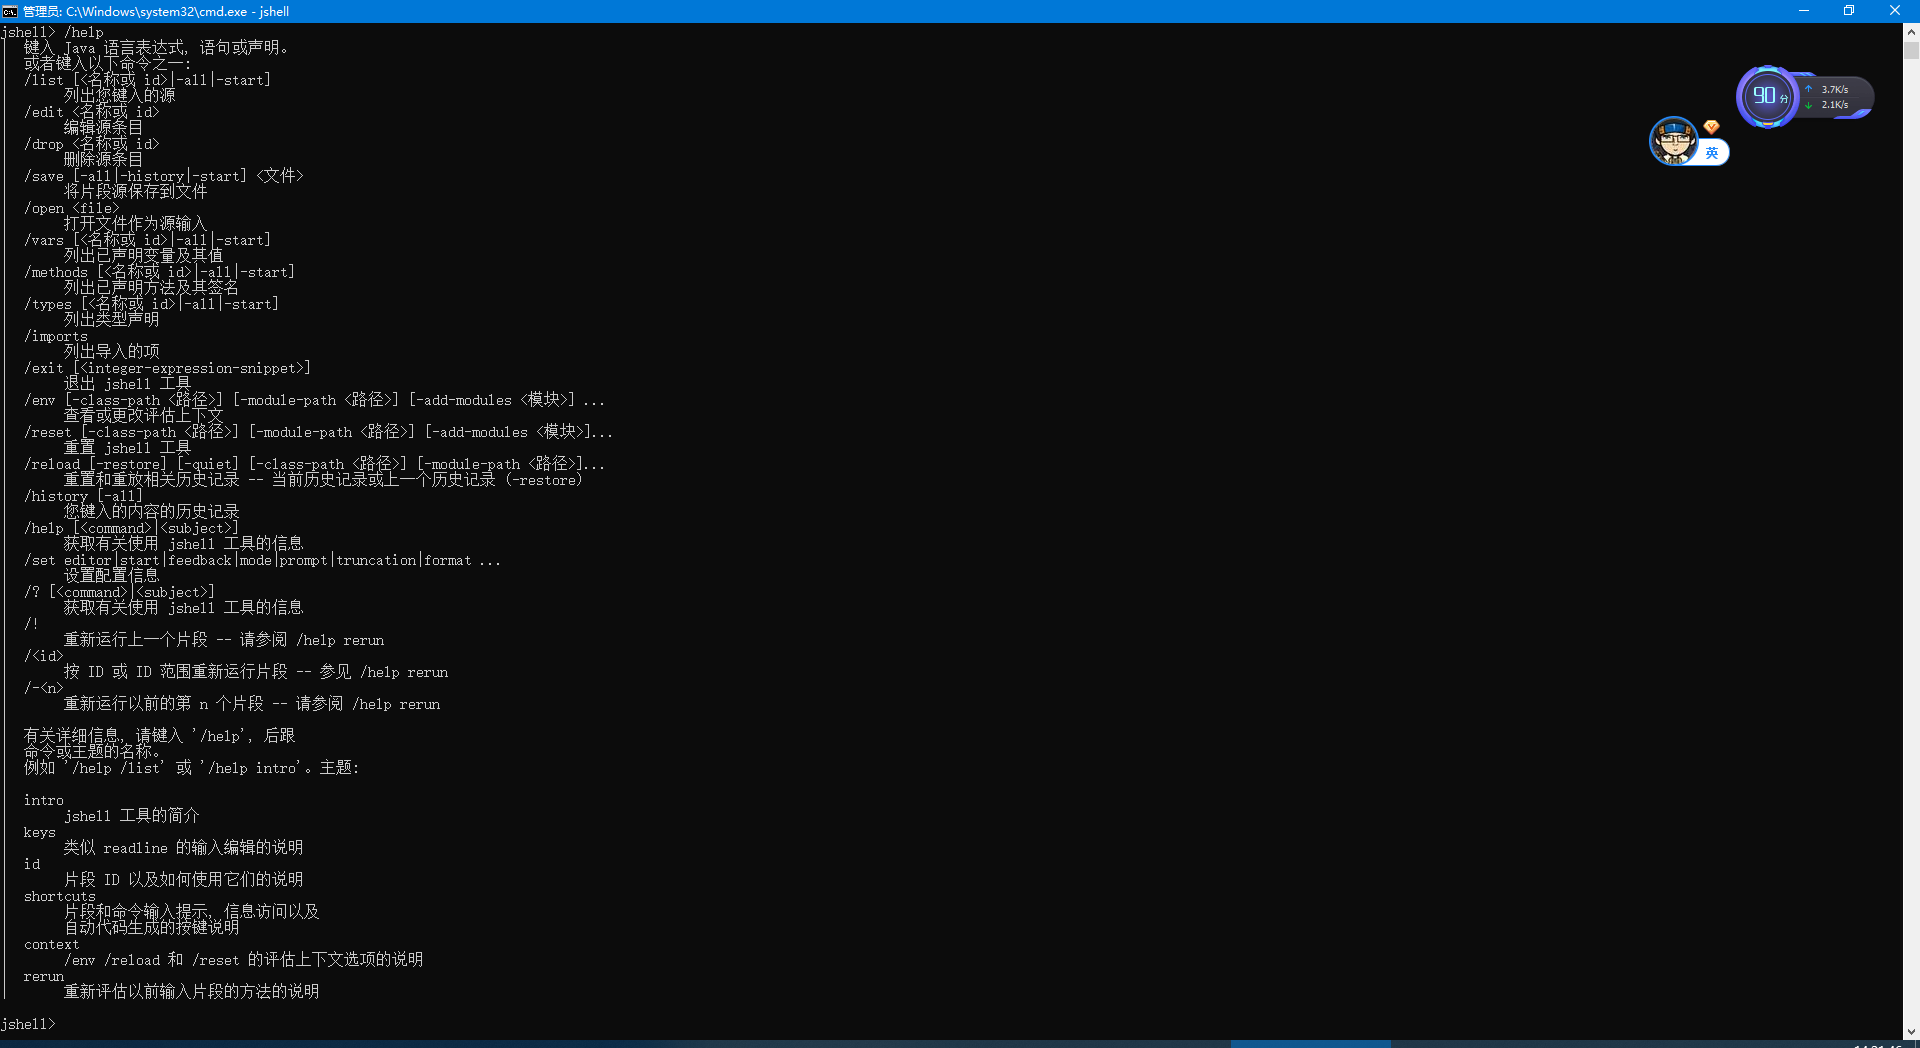 管理员: C:\Windows\system32\cmd.exe - jshell
jshell> /help
键入 Java 语言表达式, 语句或声明。
或者键入以下命令之一:
/list [<名称或 id>|-all|-start]
列出您键入的源
/edit <名称或 id>
编辑源条目
/drop <名称或 id>
删除源条目
/save [-all|-history|-start] <文件>
将片段源保存到文件
/open <file>
打开文件作为源输入
/vars [<名称或 id>|-all|-start]
列出已声明变量及其值
/methods [<名称或 id>|-all|-start]
列出已声明方法及其签名
/types [<名称或 id>|-all|-start]
列出类型声明
/imports
列出导入的项
/exit [<integer-expression-snippet>]
退出 jshell 工具
/env [-class-path <路径>] [-module-path <路径>] [-add-modules <模块>] ...
查看或更改评估上下文
/reset [-class-path <路径>] [-module-path <路径>] [-add-modules <模块>]...
重置 jshell 工具
/reload [-restore] [-quiet] [-class-path <路径>] [-module-path <路径>]...
重置和重放相关历史记录 -- 当前历史记录或上一个历史记录 (-restore)
/history [-all]
您键入的内容的历史记录
/help [<command>|<subject>]
获取有关使用 jshell 工具的信息
/set editor|start|feedback|mode|prompt|truncation|format ...
设置配置信息
/? [<command>|<subject>]
获取有关使用 jshell 工具的信息
/!
重新运行上一个片段 -- 请参阅 /help rerun
/<id>
按 ID 或 ID 范围重新运行片段 -- 参见 /help rerun
/-<n>
重新运行以前的第 n 个片段 -- 请参阅 /help rerun
有关详细信息, 请键入 '/help', 后跟
命令或主题的名称。
例如 '/help /list' 或 '/help intro'。主题:
intro
jshell 工具的简介
keys
类似 readline 的输入编辑的说明
id
片段 ID 以及如何使用它们的说明
shortcuts
片段和命令输入提示, 信息访问以及
自动代码生成的按键说明
context
/env /reload 和 /reset 的评估上下文选项的说明
rerun
重新评估以前输入片段的方法的说明
jshell>
90分
3.7K/s
2.1K/s
英